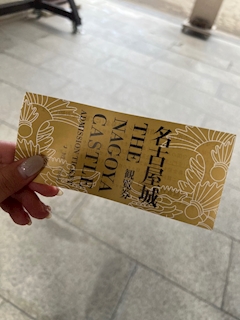 名古屋城
観覧券
THE
NAGOYA
CASTLE
ADMISSION TICKET